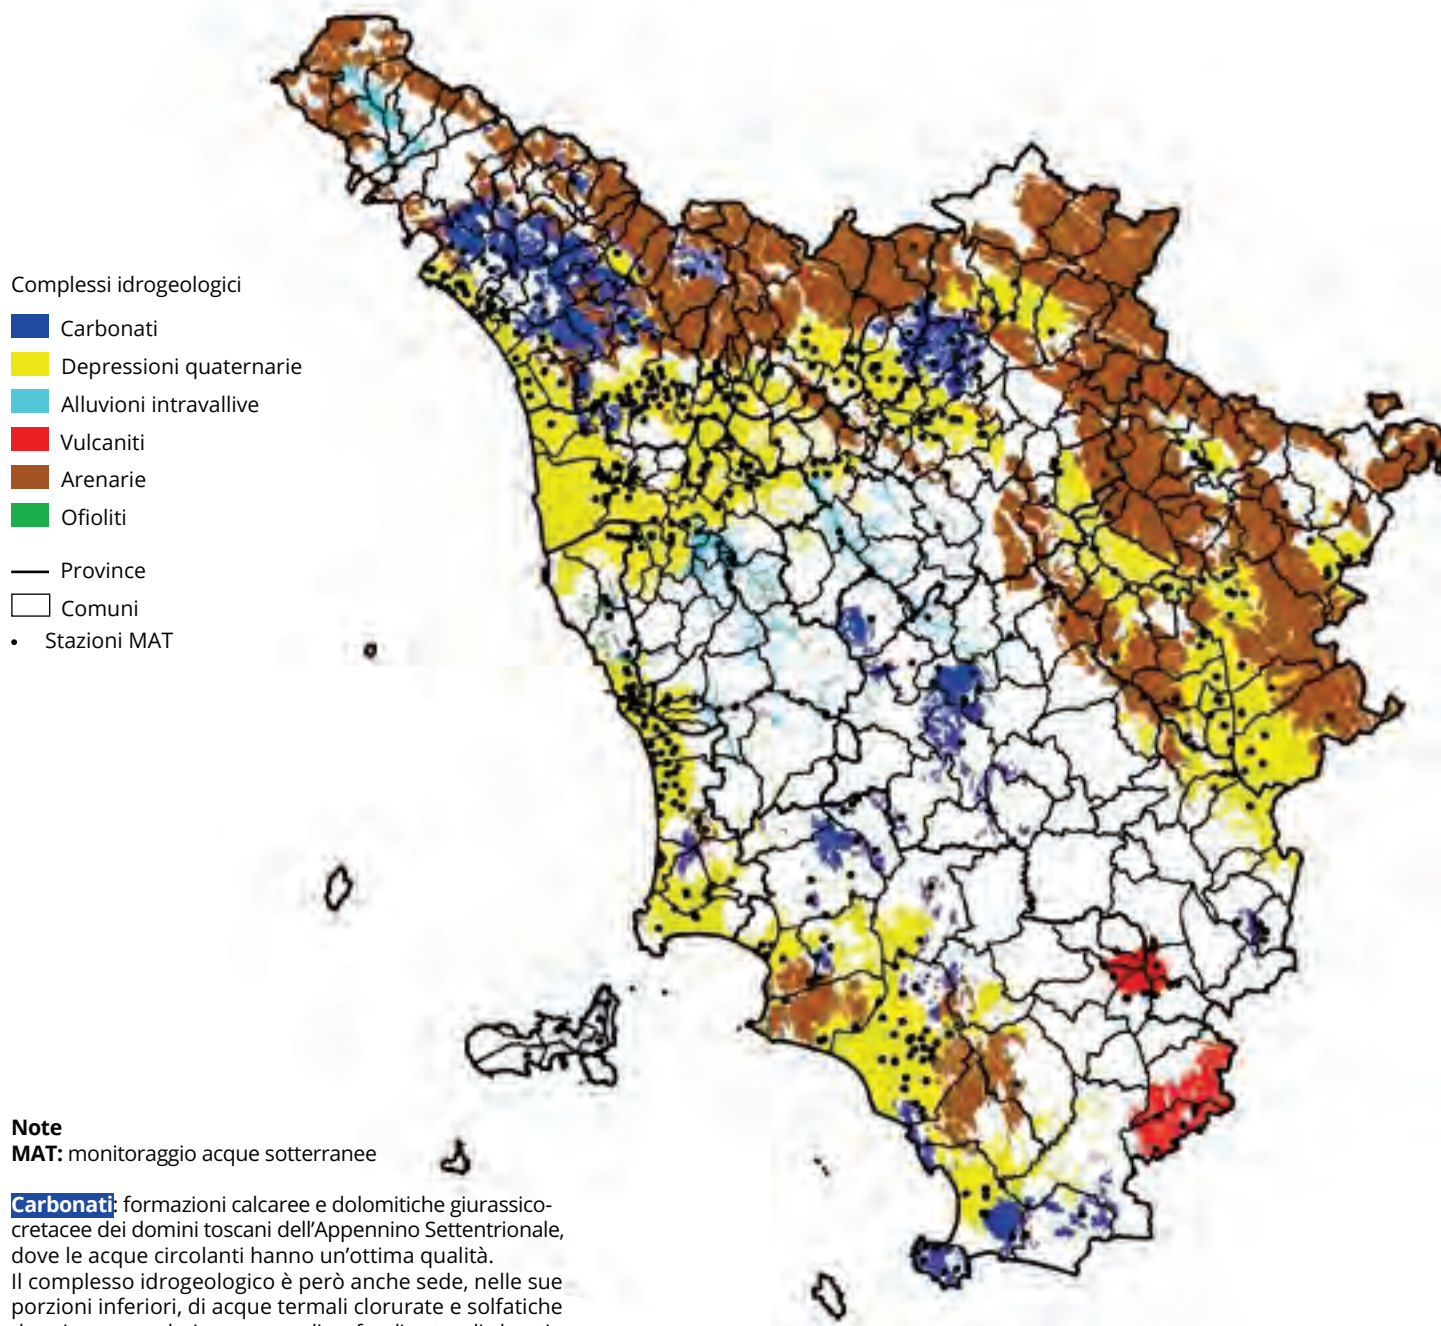 Complessi idrogeologici
Carbonati
Depressioni quaternarie
Alluvioni intravallive
Vulcaniti
Arenarie
Ofioliti
Province
Comuni
Stazioni MAT
Note
MAT: monitoraggio acque sotterranee
Carbonati: formazioni calcaree e dolomitiche giurassico-
cretacee dei domini toscani dell'Appennino Settentrionale,
dove le acque circolanti hanno un'ottima qualità.
Il complesso idrogeologico è però anche sede, nelle sue
porzioni inferiori, di acque termali clorurate e solfatiche